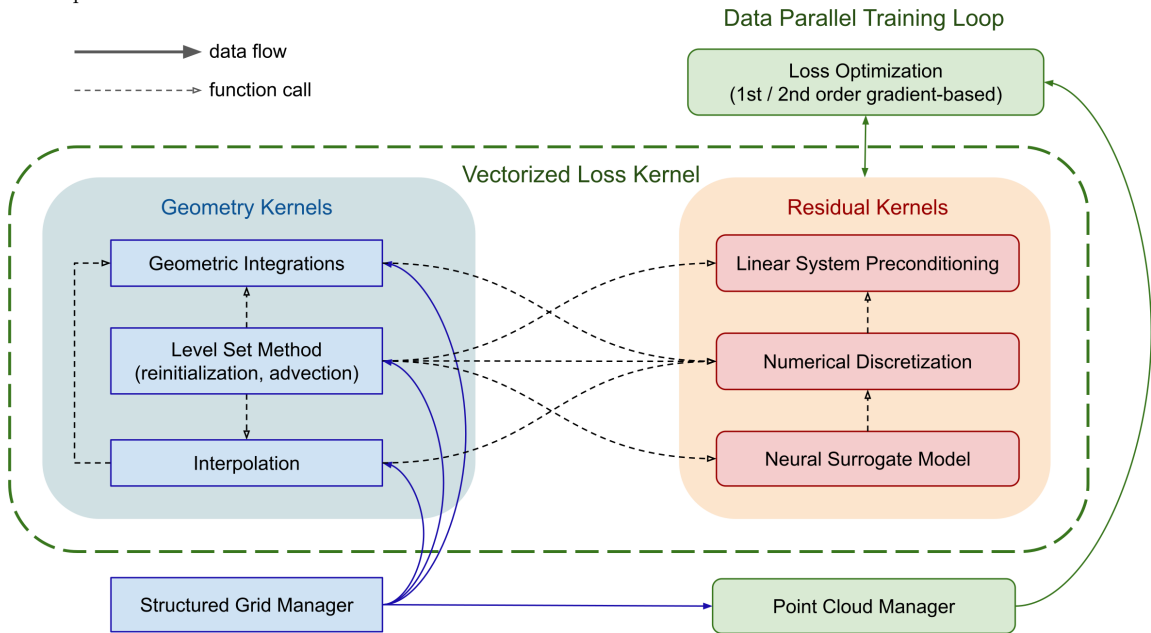 Data Parallel Training Loop
data flow
function call
Loss Optimization
(1st / 2nd order gradient-based)
Vectorized Loss Kernel
Geometry Kernels
Residual Kernels
Geometric Integrations
Linear System Preconditioning
Level Set Method
(reinitialization, advection)
Numerical Discretization
Interpolation
Neural Surrogate Model
Structured Grid Manager
Point Cloud Manager